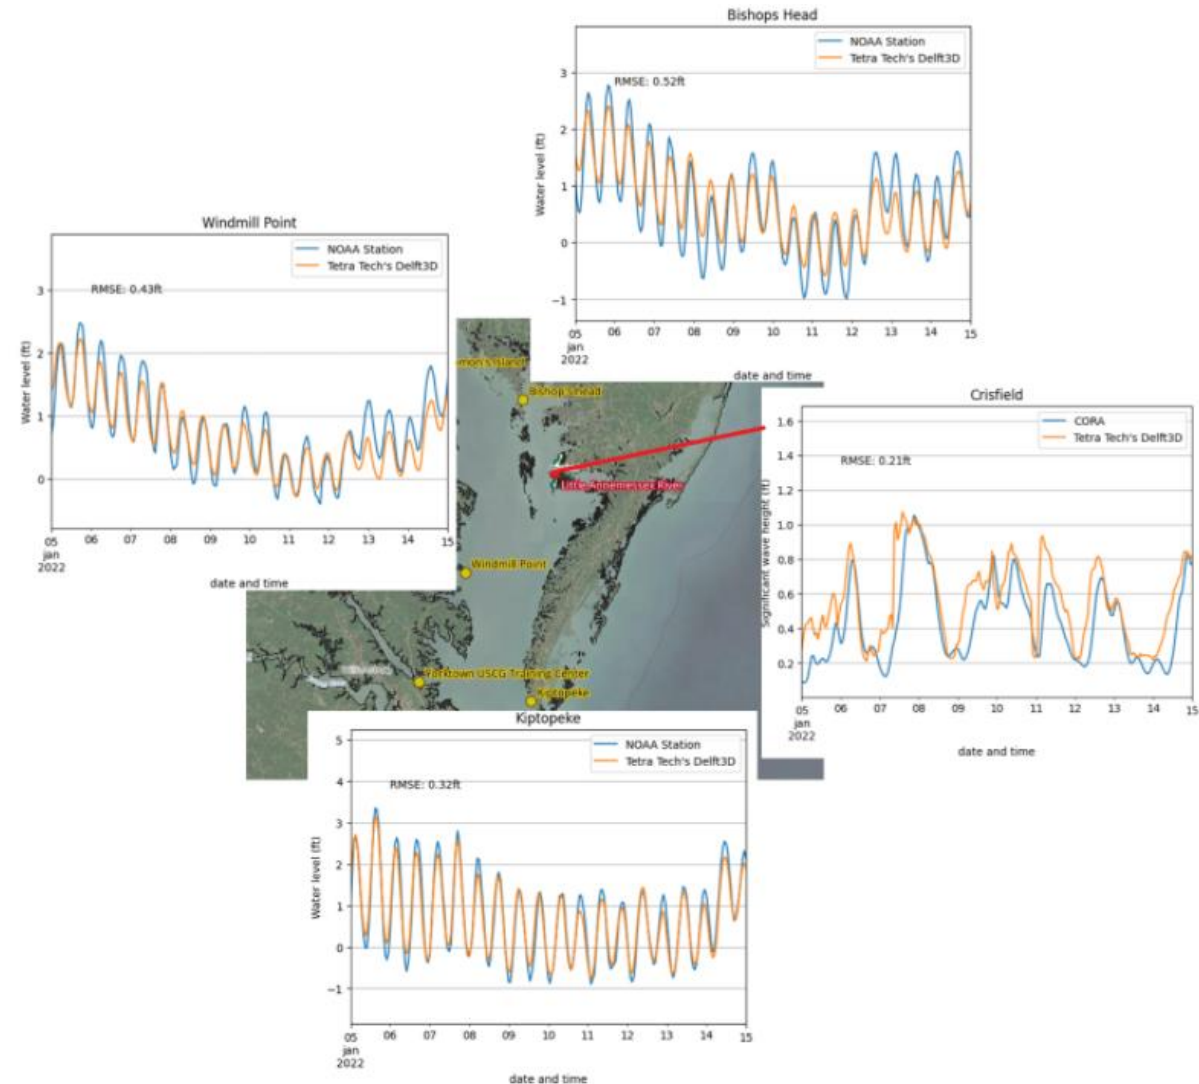 Bishops Head
NOAA Station
Tetra Tech's Delft3D
RMSE: 0.52ft
Water level (ft)
3
2
1
0
−1
05 06 07 08 09 10 11 12 13 14 15
jan
2022
date and time
Windmill Point
NOAA Station
Tetra Tech's Delft3D
RMSE: 0.43ft
Water level (ft)
3
2
1
0
05 06 07 08 09 10 11 12 13 14 15
jan
2022
date and time
mon's Island
Bishop's Head
Little Annemessex River
Windmill Point
Yorktown USCG Training Center
Kiptopeke
Crisfield
CORA
Tetra Tech's Delft3D
RMSE: 0.21ft
Significant wave height (ft)
1.6
1.4
1.2
1.0
0.8
0.6
0.4
0.2
05 06 07 08 09 10 11 12 13 14 15
jan
2022
date and time
Kiptopeke
NOAA Station
Tetra Tech's Delft3D
RMSE: 0.32ft
Water level (ft)
5
4
3
2
1
0
−1
05 06 07 08 09 10 11 12 13 14 15
jan
2022
date and time